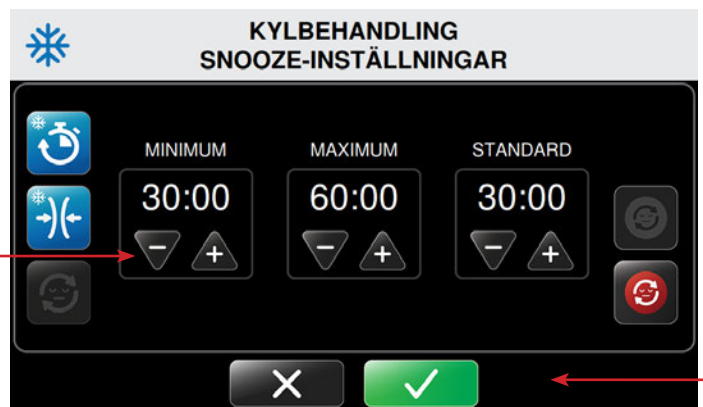 KYLBEHANDLING
SNOOZE-INSTÄLLNINGAR
MINIMUM MAXIMUM STANDARD
30:00 60:00 30:00